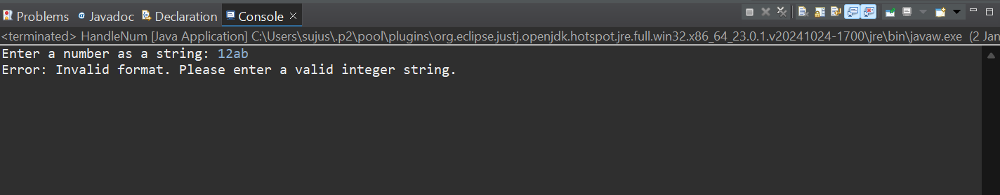 Problems @ Javadoc Declaration Console
<terminated> HandleNum [Java Application] C:\Users\sujus\.p2\pool\plugins\org.eclipse.justj.openjdk.hotspot.jre.full.win32.x86_64_23.0.1.v20241024-1700\jre\bin\javaw.exe (2 Jan
Enter a number as a string: 12ab
Error: Invalid format. Please enter a valid integer string.